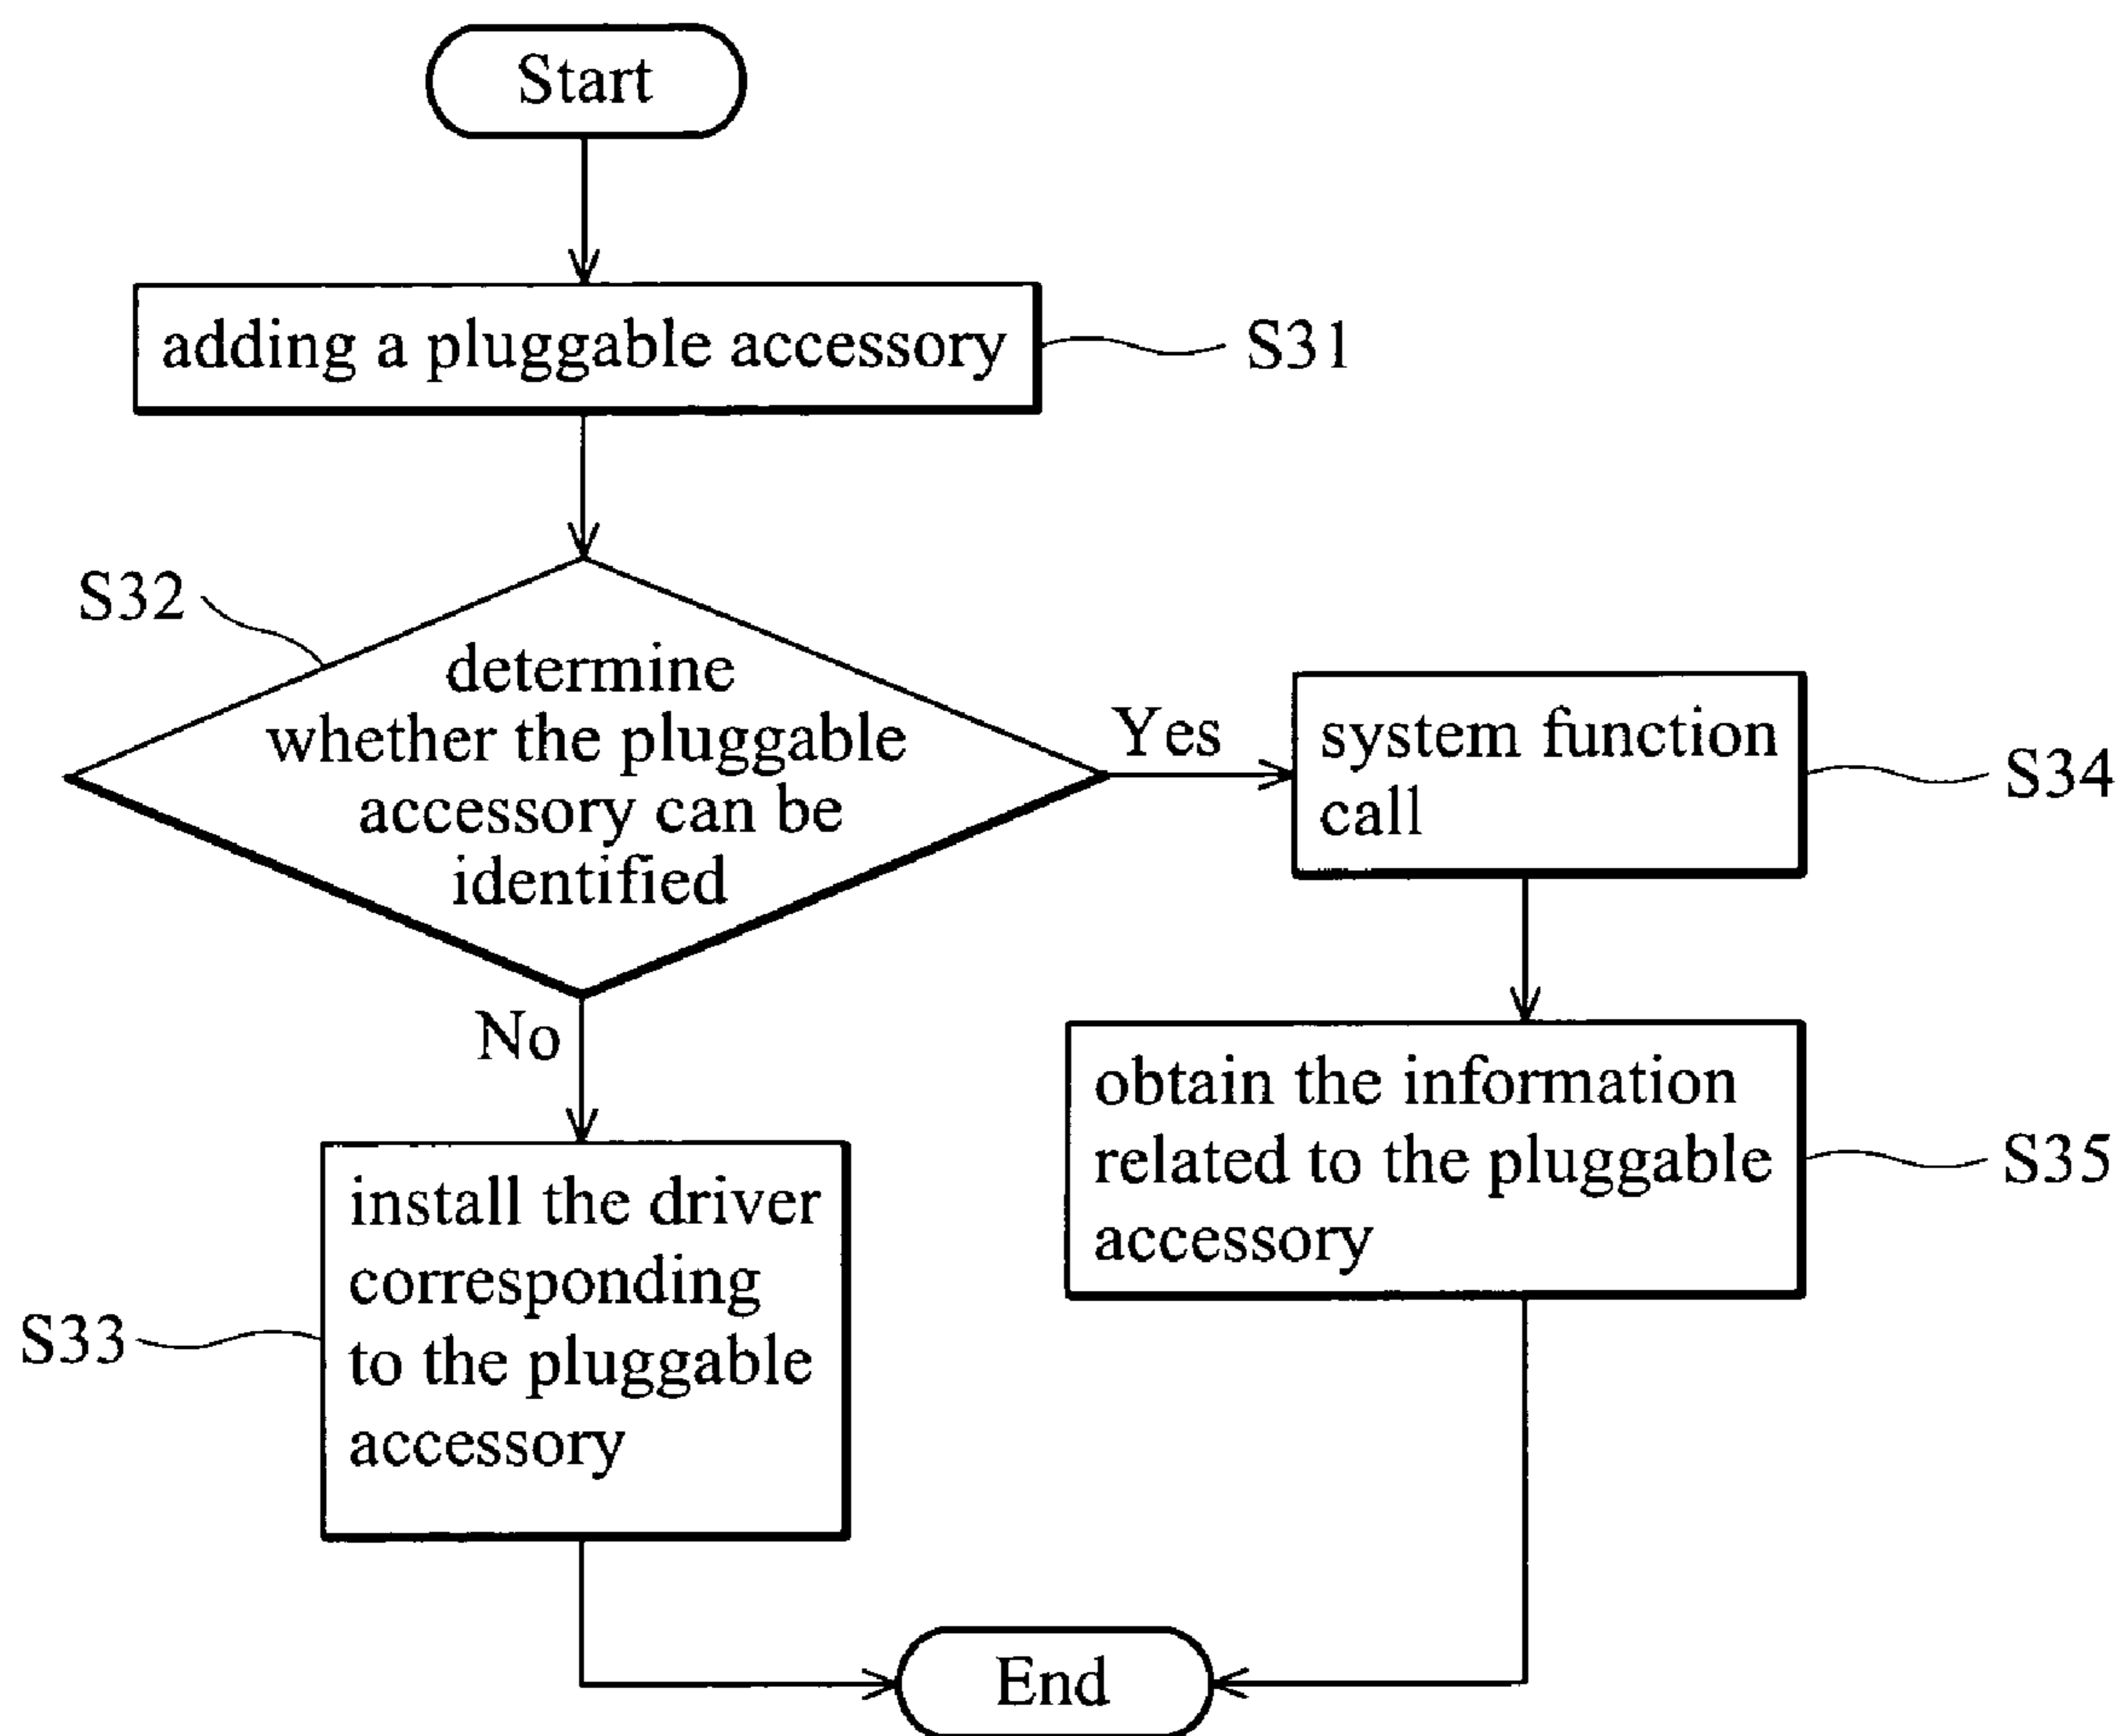 Start
adding a pluggable accessory
S31
S32
determine
whether the pluggable
accessory can be
identified
Yes
system function
call
S34
No
obtain the information
related to the pluggable
accessory
S35
install the driver
corresponding
to the pluggable
accessory
S33
End